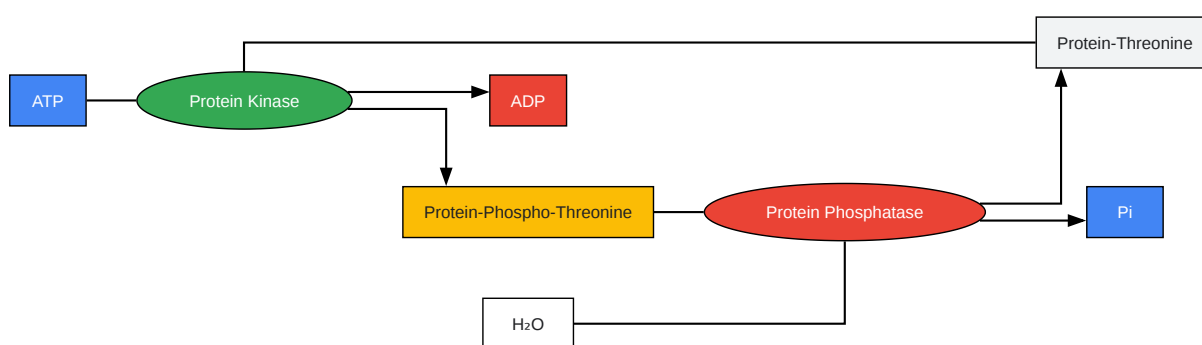 Protein-Threonine
ATP
Protein Kinase
ADP
Protein-Phospho-Threonine
Protein Phosphatase
Pi
H₂O